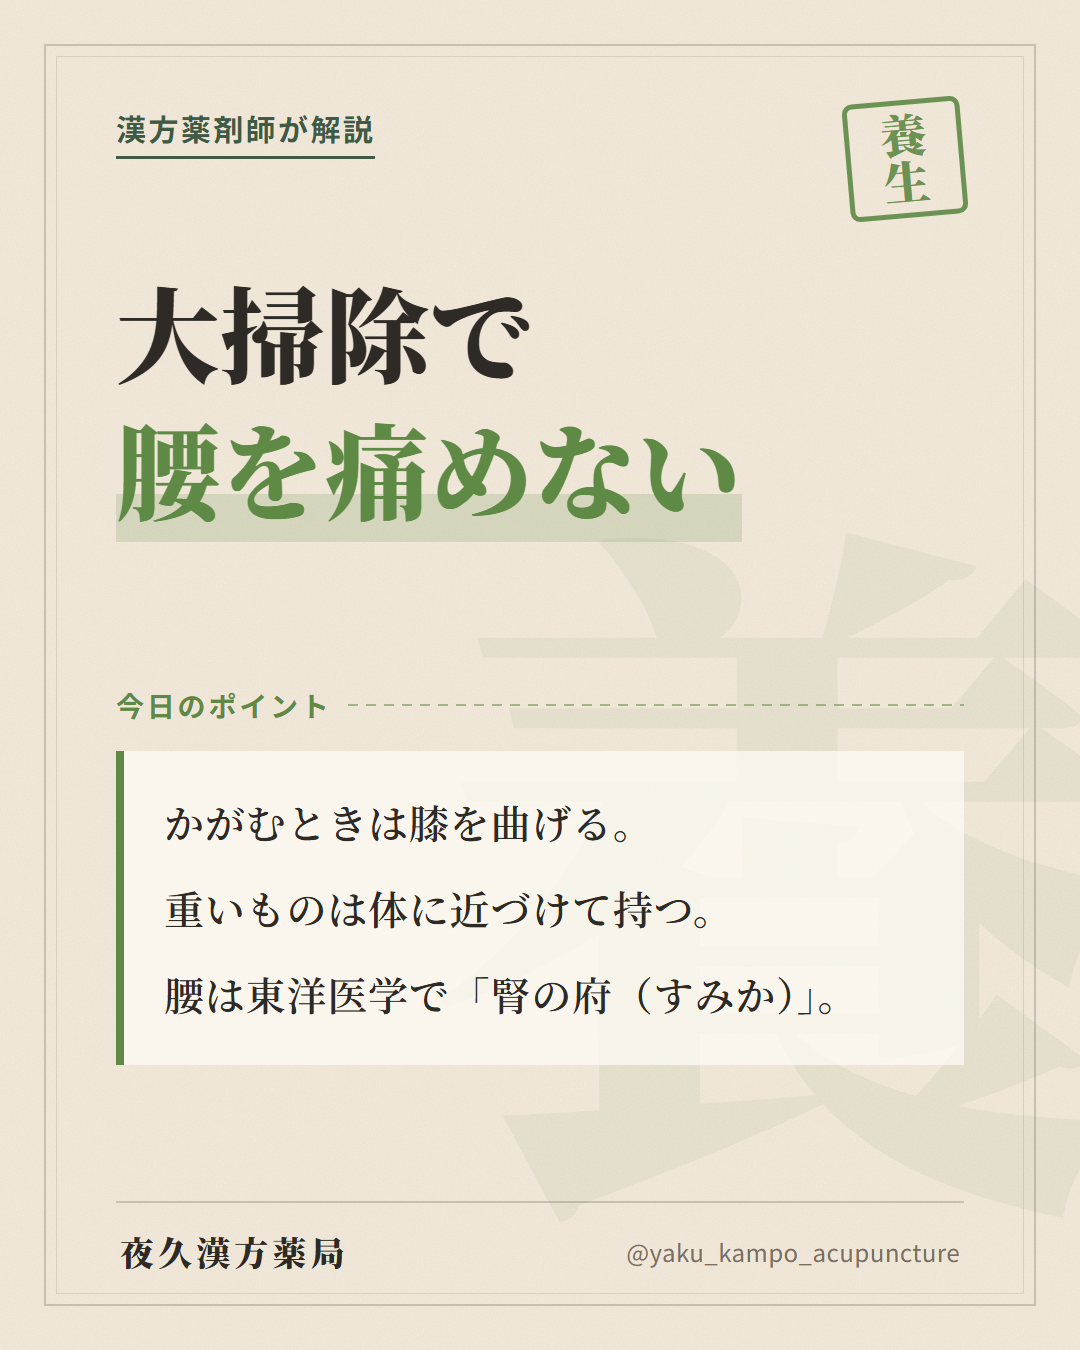 漢方薬剤師が解説
養生
大掃除で
腰を痛めない
今日のポイント
かがむときは膝を曲げる。
重いものは体に近づけて持つ。
腰は東洋医学で「腎の府（すみか）」。
夜久漢方薬局
@yaku_kampo_acupuncture